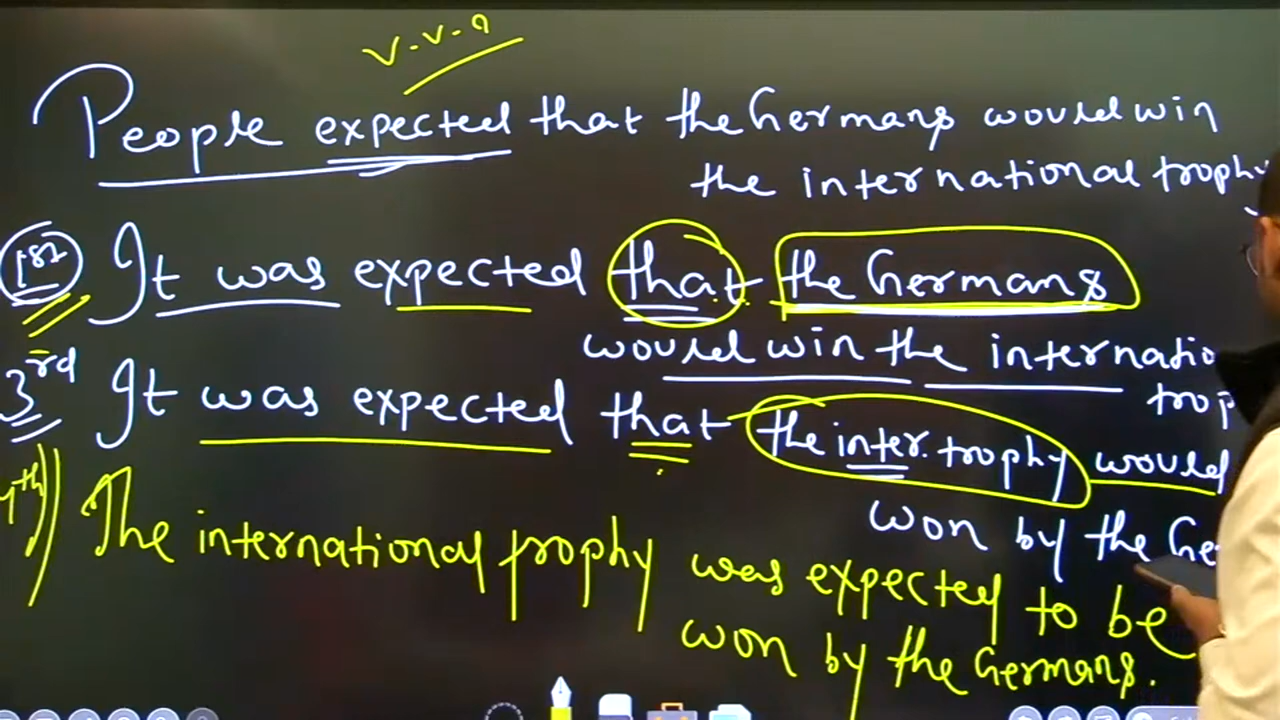 V.V.9
People expected that the Germans would win
the international trophy
1st It was expected that the Germans
would win the internatio
trop
3rd It was expected that the inter. trophy would
won by the Ge
4th) The international trophy was expected to be
won by the Germans.